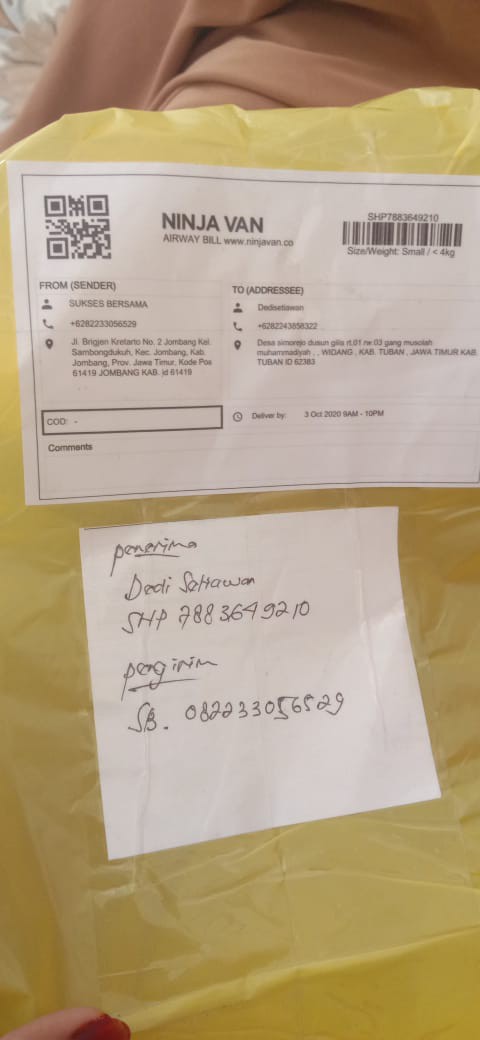 NINJA VAN
AIRWAY BILL www.ninjavan.co
SHP7883649210
Size/Weight: Small / < 4kg
FROM (SENDER)
SUKSES BERSAMA
+6282233056529
Jl. Brigjen Kretarto No. 2 Jombang Kel.
Sambongdukuh, Kec. Jombang, Kab.
Jombang, Prov. Jawa Timur. Kode Pos
61419 JOMBANG KAB. id 61419
TO (ADDRESSEE)
Dedisetiawan
+6282243858322
Desa simorejo dusun gilis rt.01 rw.03 gang musolah
muhammadiyah , , WIDANG , KAB. TUBAN , JAWA TIMUR KAB.
TUBAN ID 62383
COD: -
Deliver by: 3 Oct 2020 9AM - 10PM
Comments
penerima
Dedi Setiawan
SHP 7883649210
pengirim
SB. 082233056529